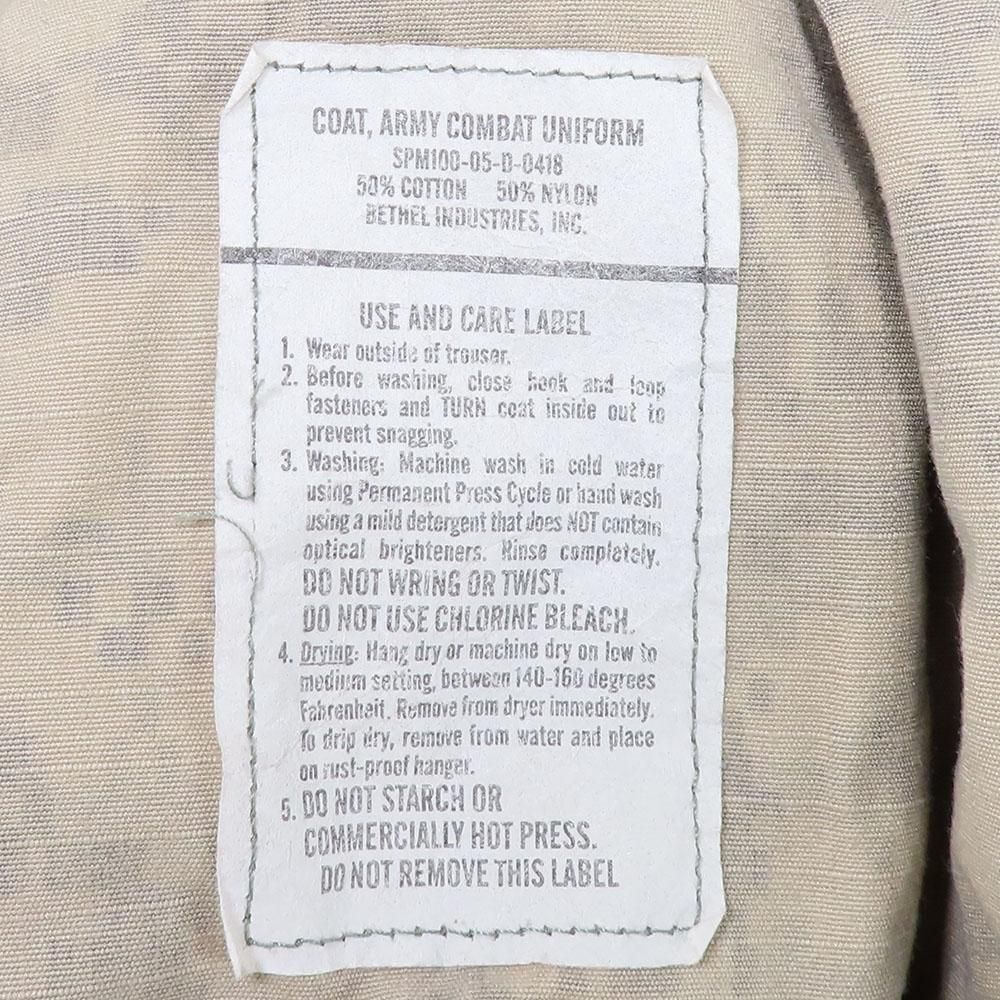 COAT, ARMY COMBAT UNIFORM
SPM100-05-D-0418
50% COTTON 50% NYLON
BETHEL INDUSTRIES, INC.
USE AND CARE LABEL
1. Wear outside of trouser.
2. Before washing, close hook and loop
fasteners and TURN coat inside out to
prevent snagging.
3. Washing: Machine wash in cold water
using Permanent Press Cycle or hand wash
using a mild detergent that does NOT contain
optical brighteners. Rinse completely.
DO NOT WRING OR TWIST.
DO NOT USE CHLORINE BLEACH.
4. Drying: Hang dry or machine dry on low to
medium setting, between 140-160 degrees
Fahrenheit. Remove from dryer immediately.
To drip dry, remove from water and place
on rust-proof hanger.
5. DO NOT STARCH OR
COMMERCIALLY HOT PRESS.
DO NOT REMOVE THIS LABEL